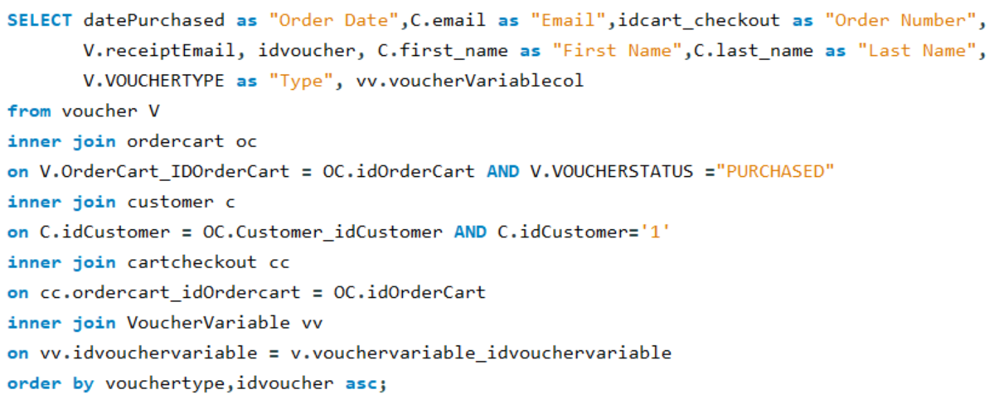 SELECT datePurchased as "Order Date",C.email as "Email",idcart_checkout as "Order Number",
V.receiptEmail, idvoucher, C.first_name as "First Name",C.last_name as "Last Name",
V.VOUCHERTYPE as "Type", vv.voucherVariablecol
from voucher V
inner join ordercart oc
on V.OrderCart_IDOrderCart = OC.idOrderCart AND V.VOUCHERSTATUS ="PURCHASED"
inner join customer c
on C.idCustomer = OC.Customer_idCustomer AND C.idCustomer='1'
inner join cartcheckout cc
on cc.ordercart_idOrdercart = OC.idOrderCart
inner join VoucherVariable vv
on vv.idvouchervariable = v.vouchervariable_idvouchervariable
order by vouchertype,idvoucher asc;